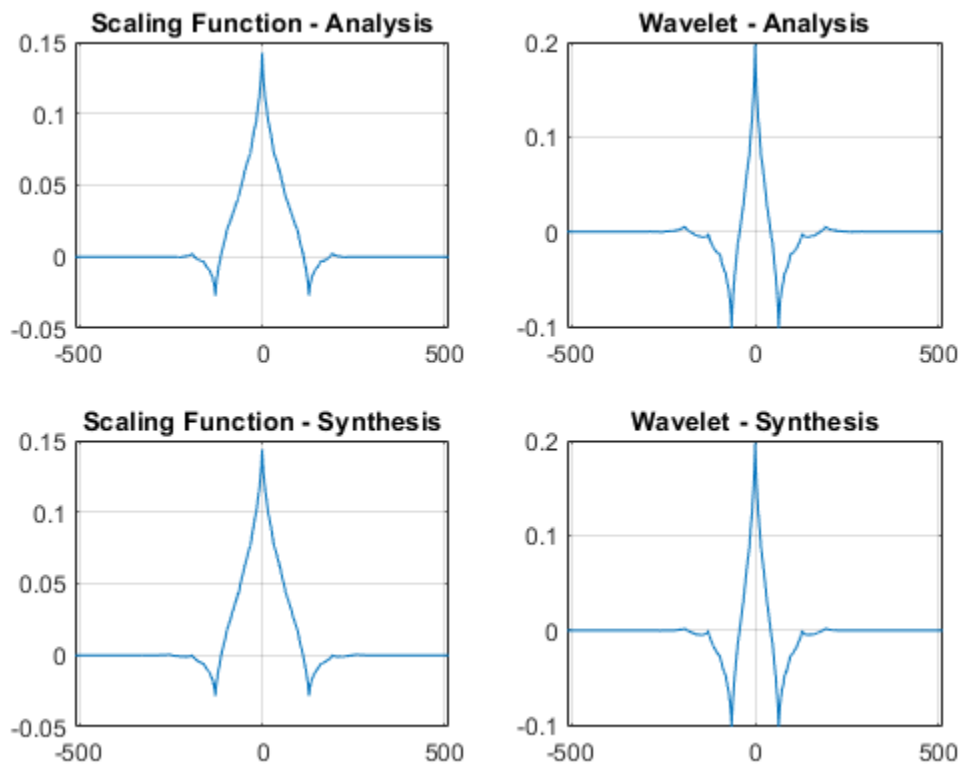 Scaling Function - Analysis
0.15
0.1
0.05
0
-0.05
-500 0 500
Wavelet - Analysis
0.2
0.1
0
-0.1
-500 0 500
Scaling Function - Synthesis
0.15
0.1
0.05
0
-0.05
-500 0 500
Wavelet - Synthesis
0.2
0.1
0
-0.1
-500 0 500